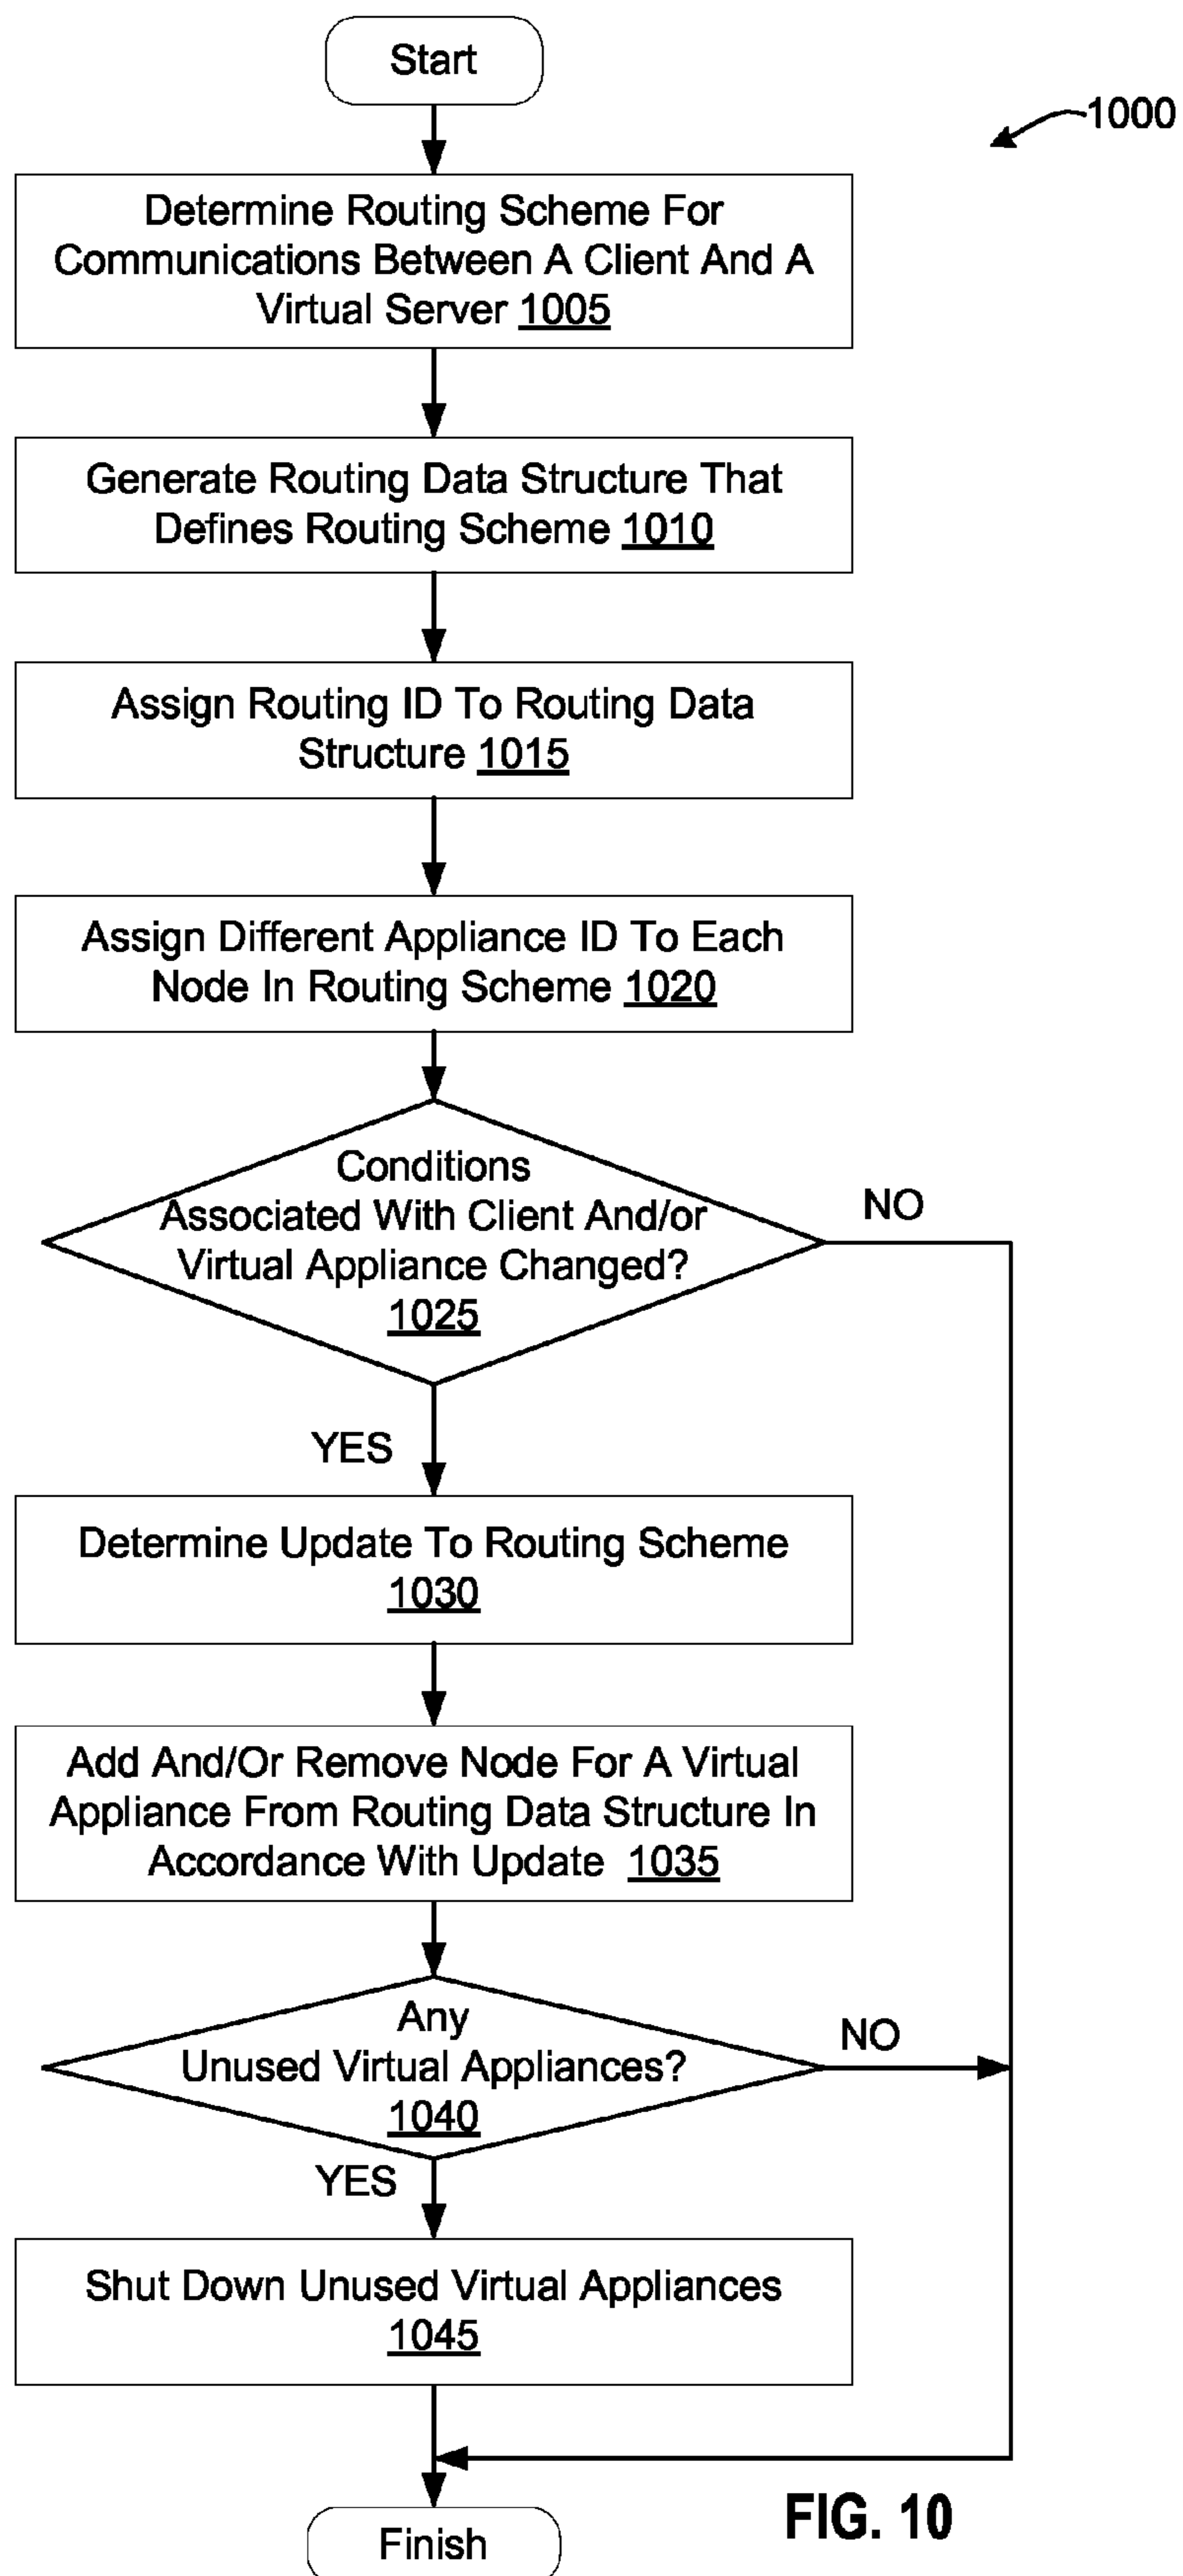 Start
1000
Determine Routing Scheme For
Communications Between A Client And A
Virtual Server 1005
Generate Routing Data Structure That
Defines Routing Scheme 1010
Assign Routing ID To Routing Data
Structure 1015
Assign Different Appliance ID To Each
Node In Routing Scheme 1020
Conditions
Associated With Client And/or
Virtual Appliance Changed?
1025
NO
YES
Determine Update To Routing Scheme
1030
Add And/Or Remove Node For A Virtual
Appliance From Routing Data Structure In
Accordance With Update 1035
Any
Unused Virtual Appliances?
1040
NO
YES
Shut Down Unused Virtual Appliances
1045
Finish
FIG. 10